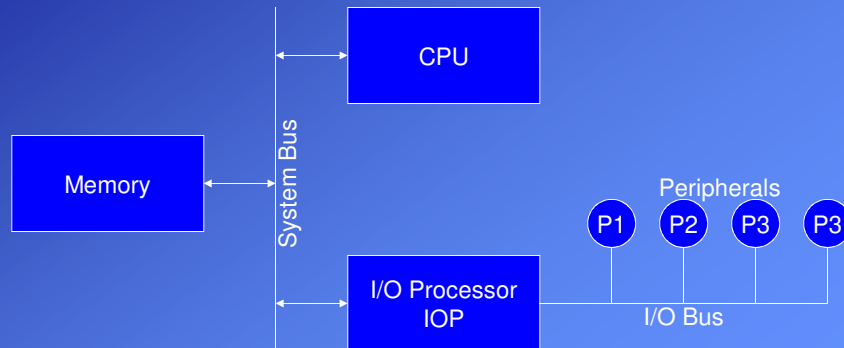 CPU
Memory
System Bus
Peripherals
P1
P2
P3
P3
I/O Processor
IOP
I/O Bus